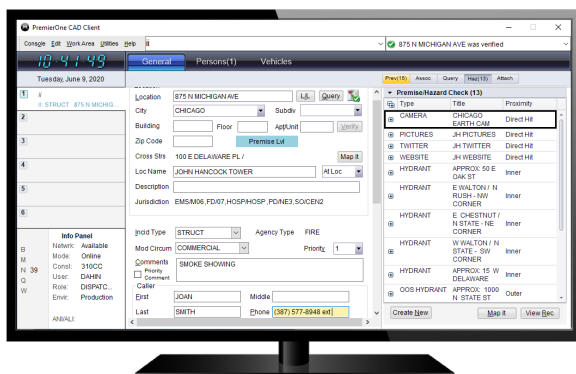 PremierOne CAD Client
Console Edit Work Area Utilities Help
875 N MICHIGAN AVE was verified
10:41:49
General Persons(1) Vehicles
Tuesday, June 9, 2020
Prev(15) Assoc Query Haz(13) Attach
1 II
II: STRUCT 875 N MICHIG...
2
3
4
5
6
Info Panel
Netwrk: Available
Mode: Online
Consl: 310CC
User: DAHIN
Role: DISPATC...
Envir: Production
ANI/ALI:
B
M
N 39
Q
W
Location 875 N MICHIGAN AVE L/L Query
City CHICAGO Subdiv
Building Floor Apt/Unit Verify
Zip Code Premise Lvl
Cross Strs 100 E DELAWARE PL / Map It
Loc Name JOHN HANCOCK TOWER At Loc
Description
Jurisdiction EMS/M06,FD/07,HOSP/HOSP,PD/NE3,SO/CEN2
Incid Type STRUCT Agency Type FIRE
Mod Circum COMMERCIAL Priority 1
Comments SMOKE SHOWING
Priority
Comment
Caller
First JOAN Middle
Last SMITH Phone (387) 577-8948 ext:
Premise/Hazard Check (13)
Type Title Proximity
CAMERA CHICAGO EARTH CAM Direct Hit
PICTURES JH PICTURES Direct Hit
TWITTER JH TWITTER Direct Hit
WEBSITE JH WEBSITE Direct Hit
HYDRANT APPROX: 50 E OAK ST Inner
HYDRANT E WALTON / N RUSH - NW CORNER Inner
HYDRANT E CHESTNUT / N STATE - NE CORNER Inner
HYDRANT W WALTON / N STATE - SW CORNER Inner
HYDRANT APPROX: 15 W DELAWARE Inner
OOS HYDRANT APPROX: 1000 N STATE ST Outer
Create New Map It View Rec